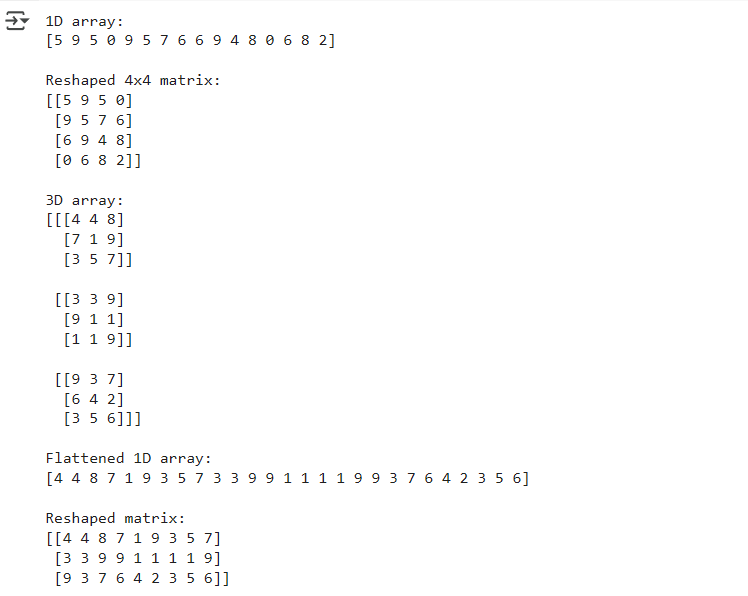 1D array:
[5 9 5 0 9 5 7 6 6 9 4 8 0 6 8 2]
Reshaped 4x4 matrix:
[[5 9 5 0]
[9 5 7 6]
[6 9 4 8]
[0 6 8 2]]
3D array:
[[[4 4 8]
[7 1 9]
[3 5 7]]
[[3 3 9]
[9 1 1]
[1 1 9]]
[[9 3 7]
[6 4 2]
[3 5 6]]]
Flattened 1D array:
[4 4 8 7 1 9 3 5 7 3 3 9 9 1 1 1 1 9 9 3 7 6 4 2 3 5 6]
Reshaped matrix:
[[4 4 8 7 1 9 3 5 7]
[3 3 9 9 1 1 1 1 9]
[9 3 7 6 4 2 3 5 6]]